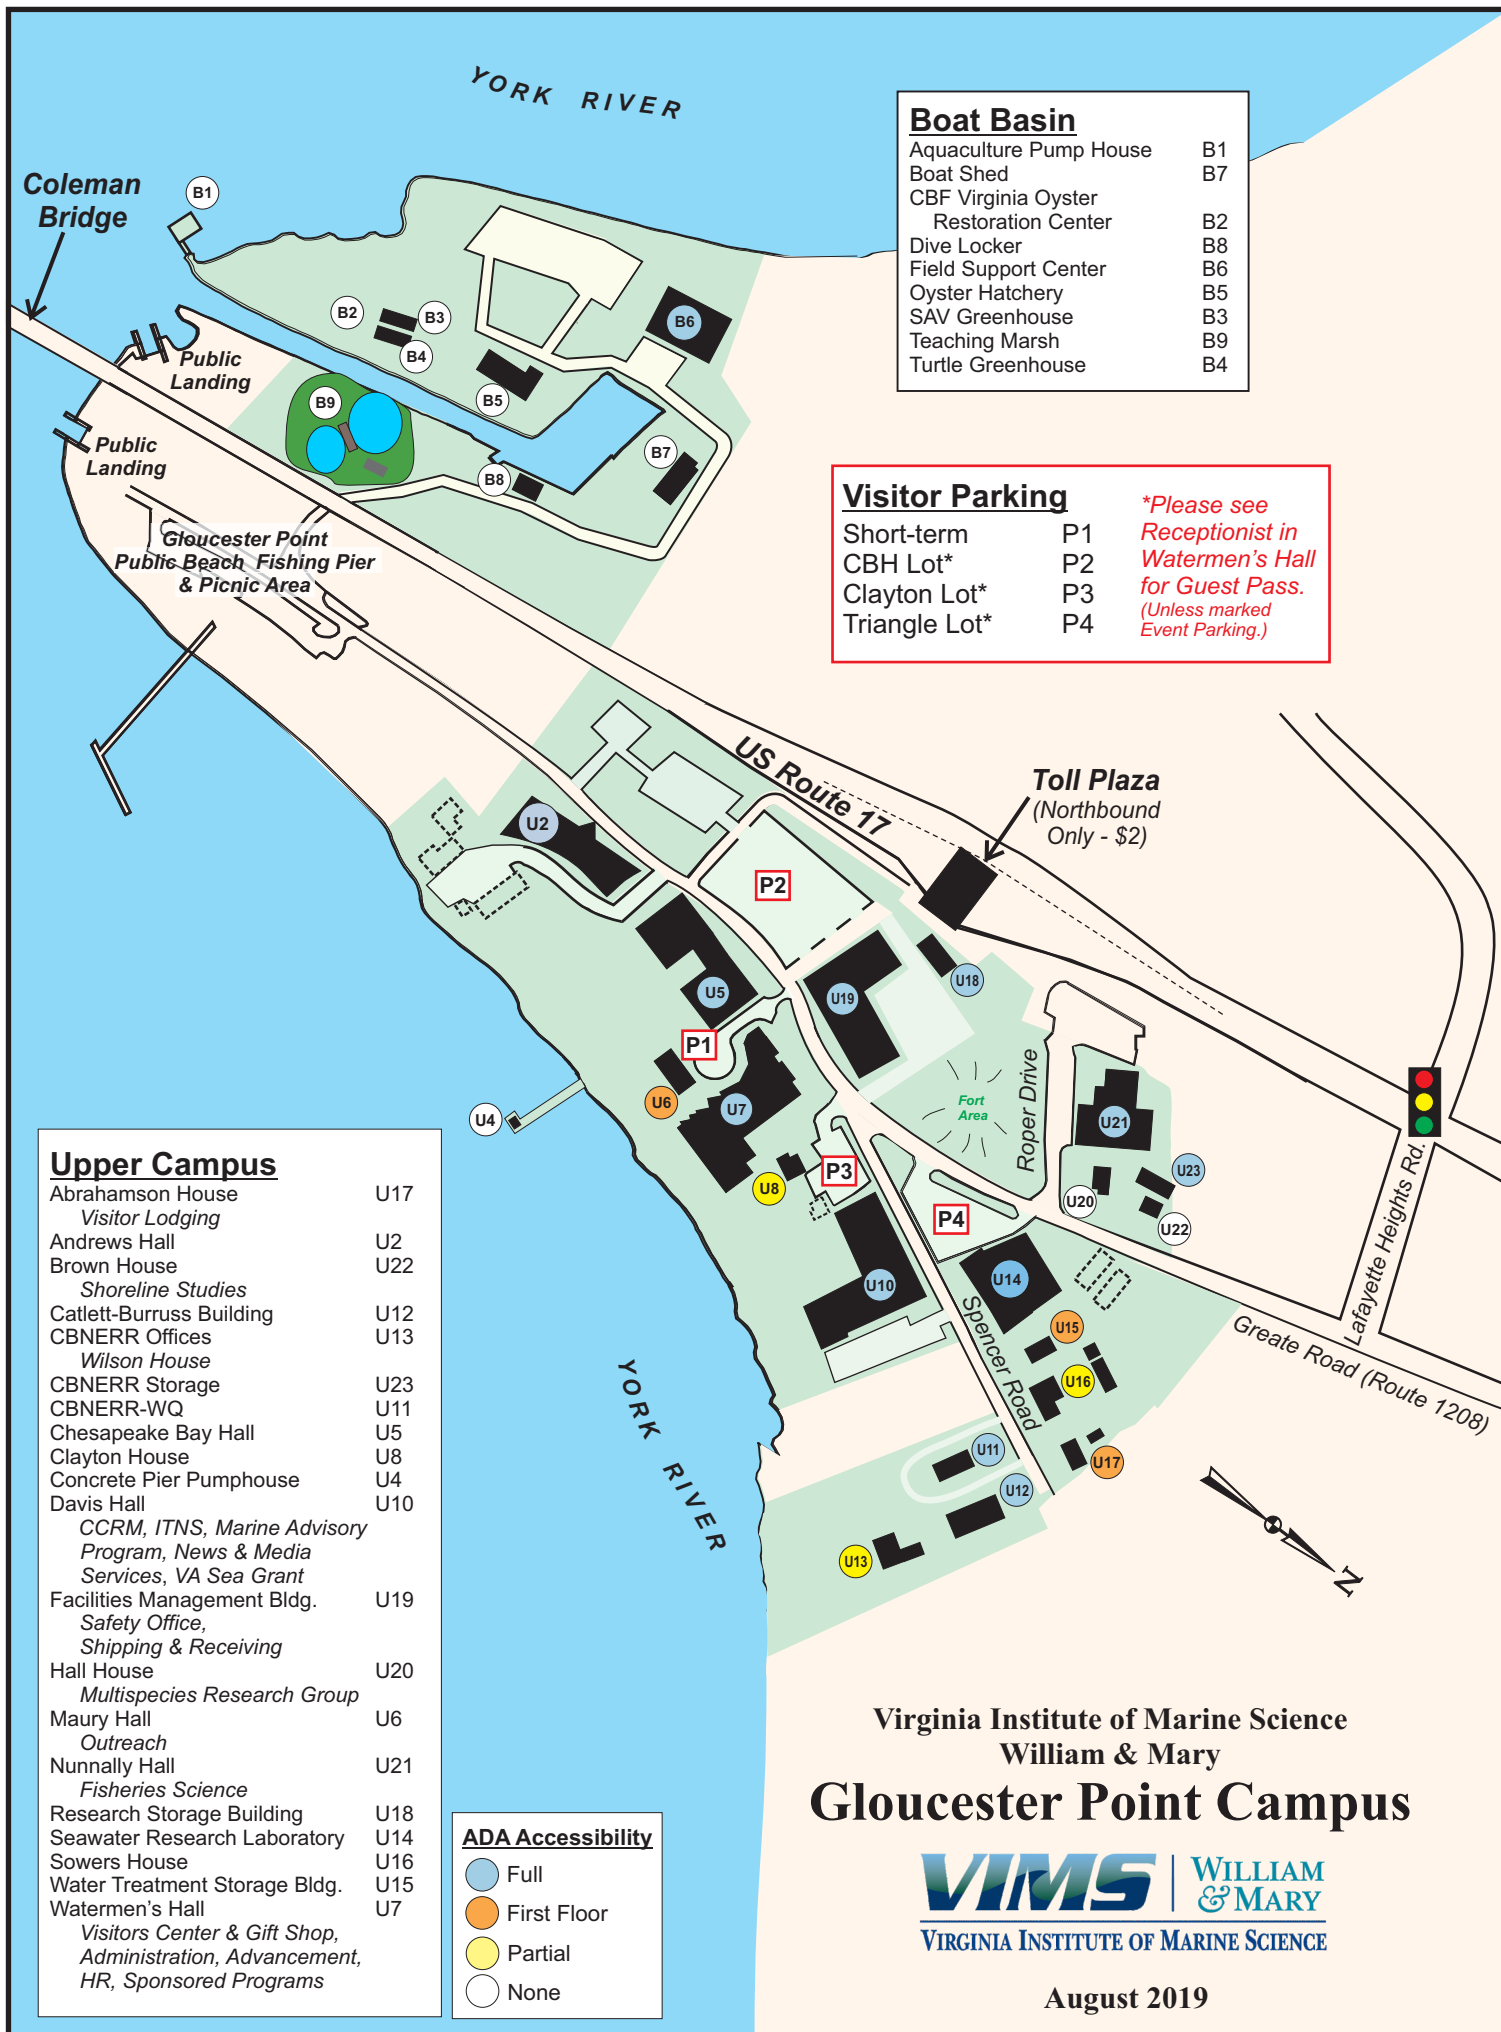 YORK RIVER
Coleman
Bridge
B1
Boat Basin
Aquaculture Pump House B1
Boat Shed B7
CBF Virginia Oyster
Restoration Center B2
Dive Locker B8
Field Support Center B6
Oyster Hatchery B5
SAV Greenhouse B3
Teaching Marsh B9
Turtle Greenhouse B4
B2
B3
B4
B6
B5
B9
B7
B8
Public
Landing
Public
Landing
Gloucester Point
Public Beach Fishing Pier
& Picnic Area
Visitor Parking
Short-term P1
CBH Lot* P2
Clayton Lot* P3
Triangle Lot* P4
*Please see
Receptionist in
Watermen's Hall
for Guest Pass.
(Unless marked
Event Parking.)
US Route 17
Toll Plaza
(Northbound
Only - $2)
U2
P2
U5
U19
U18
P1
U6
U7
U4
Fort
Area
Roper Drive
U21
U23
U20
U22
U8
P3
P4
U10
U14
Spencer Road
U15
U16
U17
U11
U12
U13
Lafayette Heights Rd.
Greate Road (Route 1208)
YORK RIVER
N
Upper Campus
Abrahamson House U17
Visitor Lodging
Andrews Hall U2
Brown House U22
Shoreline Studies
Catlett-Burruss Building U12
CBNERR Offices U13
Wilson House
CBNERR Storage U23
CBNERR-WQ U11
Chesapeake Bay Hall U5
Clayton House U8
Concrete Pier Pumphouse U4
Davis Hall U10
CCRM, ITNS, Marine Advisory
Program, News & Media
Services, VA Sea Grant
Facilities Management Bldg. U19
Safety Office,
Shipping & Receiving
Hall House U20
Multispecies Research Group
Maury Hall U6
Outreach
Nunnally Hall U21
Fisheries Science
Research Storage Building U18
Seawater Research Laboratory U14
Sowers House U16
Water Treatment Storage Bldg. U15
Watermen's Hall U7
Visitors Center & Gift Shop,
Administration, Advancement,
HR, Sponsored Programs
ADA Accessibility
Full
First Floor
Partial
None
Virginia Institute of Marine Science
William & Mary
Gloucester Point Campus
VIMS
WILLIAM
& MARY
VIRGINIA INSTITUTE OF MARINE SCIENCE
August 2019